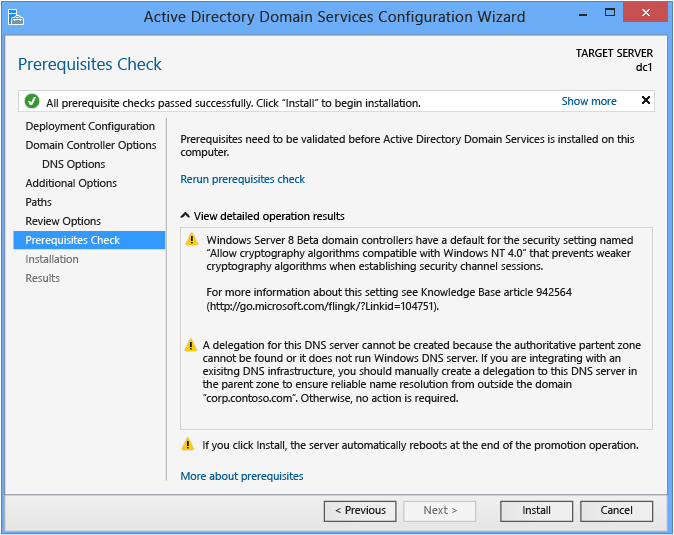 Active Directory Domain Services Configuration Wizard
Prerequisites Check
TARGET SERVER
dc1
All prerequisite checks passed successfully. Click "Install" to begin installation.
Show more
Deployment Configuration
Domain Controller Options
DNS Options
Additional Options
Paths
Review Options
Prerequisites Check
Installation
Results
Prerequisites need to be validated before Active Directory Domain Services is installed on this
computer.
Rerun prerequisites check
View detailed operation results
Windows Server 8 Beta domain controllers have a default for the security setting named
"Allow cryptography algorithms compatible with Windows NT 4.0" that prevents weaker
cryptography algorithms when establishing security channel sessions.
For more information about this setting see Knowledge Base article 942564
(http://go.microsoft.com/flingk/?Linkid=104751).
A delegation for this DNS server cannot be created because the authoritative partent zone
cannot be found or it does not run Windows DNS server. If you are integrating with an
exisitng DNS infrastructure, you should manually create a delegation to this DNS server in
the parent zone to ensure reliable name resolution from outside the domain
"corp.contoso.com". Otherwise, no action is required.
If you click Install, the server automatically reboots at the end of the promotion operation.
More about prerequisites
< Previous
Next >
Install
Cancel